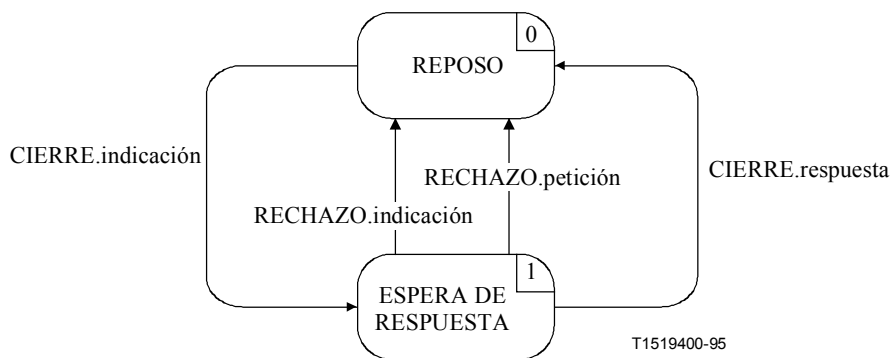 0
REPOSO
CIERRE.indicación
RECHAZO.petición
CIERRE.respuesta
RECHAZO.indicación
1
ESPERA DE
RESPUESTA
T1519400-95